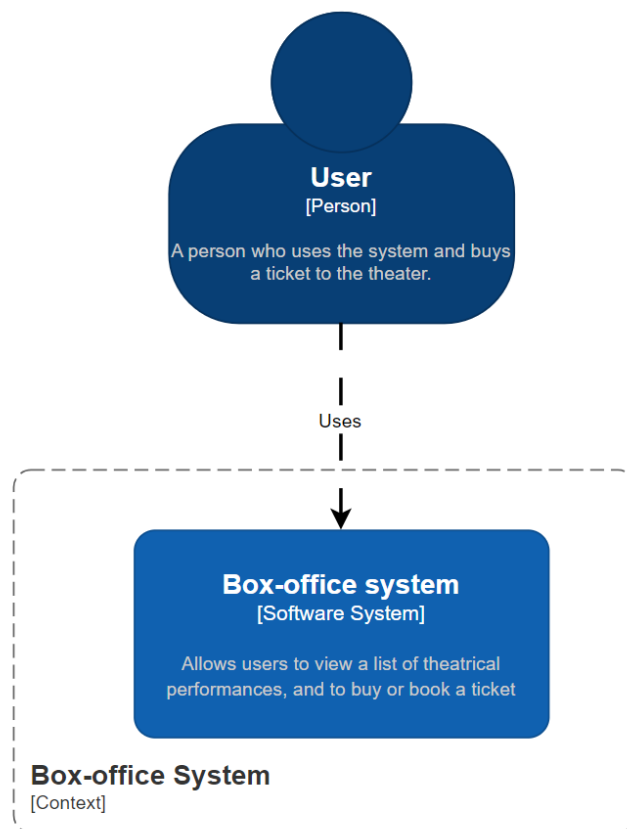 User
[Person]
A person who uses the system and buys
a ticket to the theater.
Uses
Box-office system
[Software System]
Allows users to view a list of theatrical
performances, and to buy or book a ticket
Box-office System
[Context]